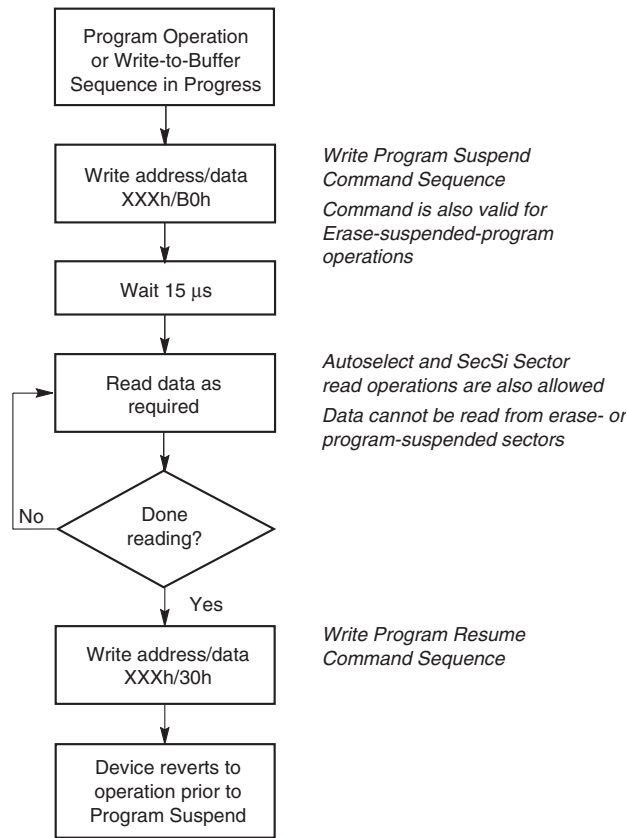 Program Operation
or Write-to-Buffer
Sequence in Progress
Write address/data
XXXh/B0h
Write Program Suspend
Command Sequence
Command is also valid for
Erase-suspended-program
operations
Wait 15 μs
Read data as
required
Autoselect and SecSi Sector
read operations are also allowed
Data cannot be read from erase- or
program-suspended sectors
No
Done
reading?
Yes
Write address/data
XXXh/30h
Write Program Resume
Command Sequence
Device reverts to
operation prior to
Program Suspend